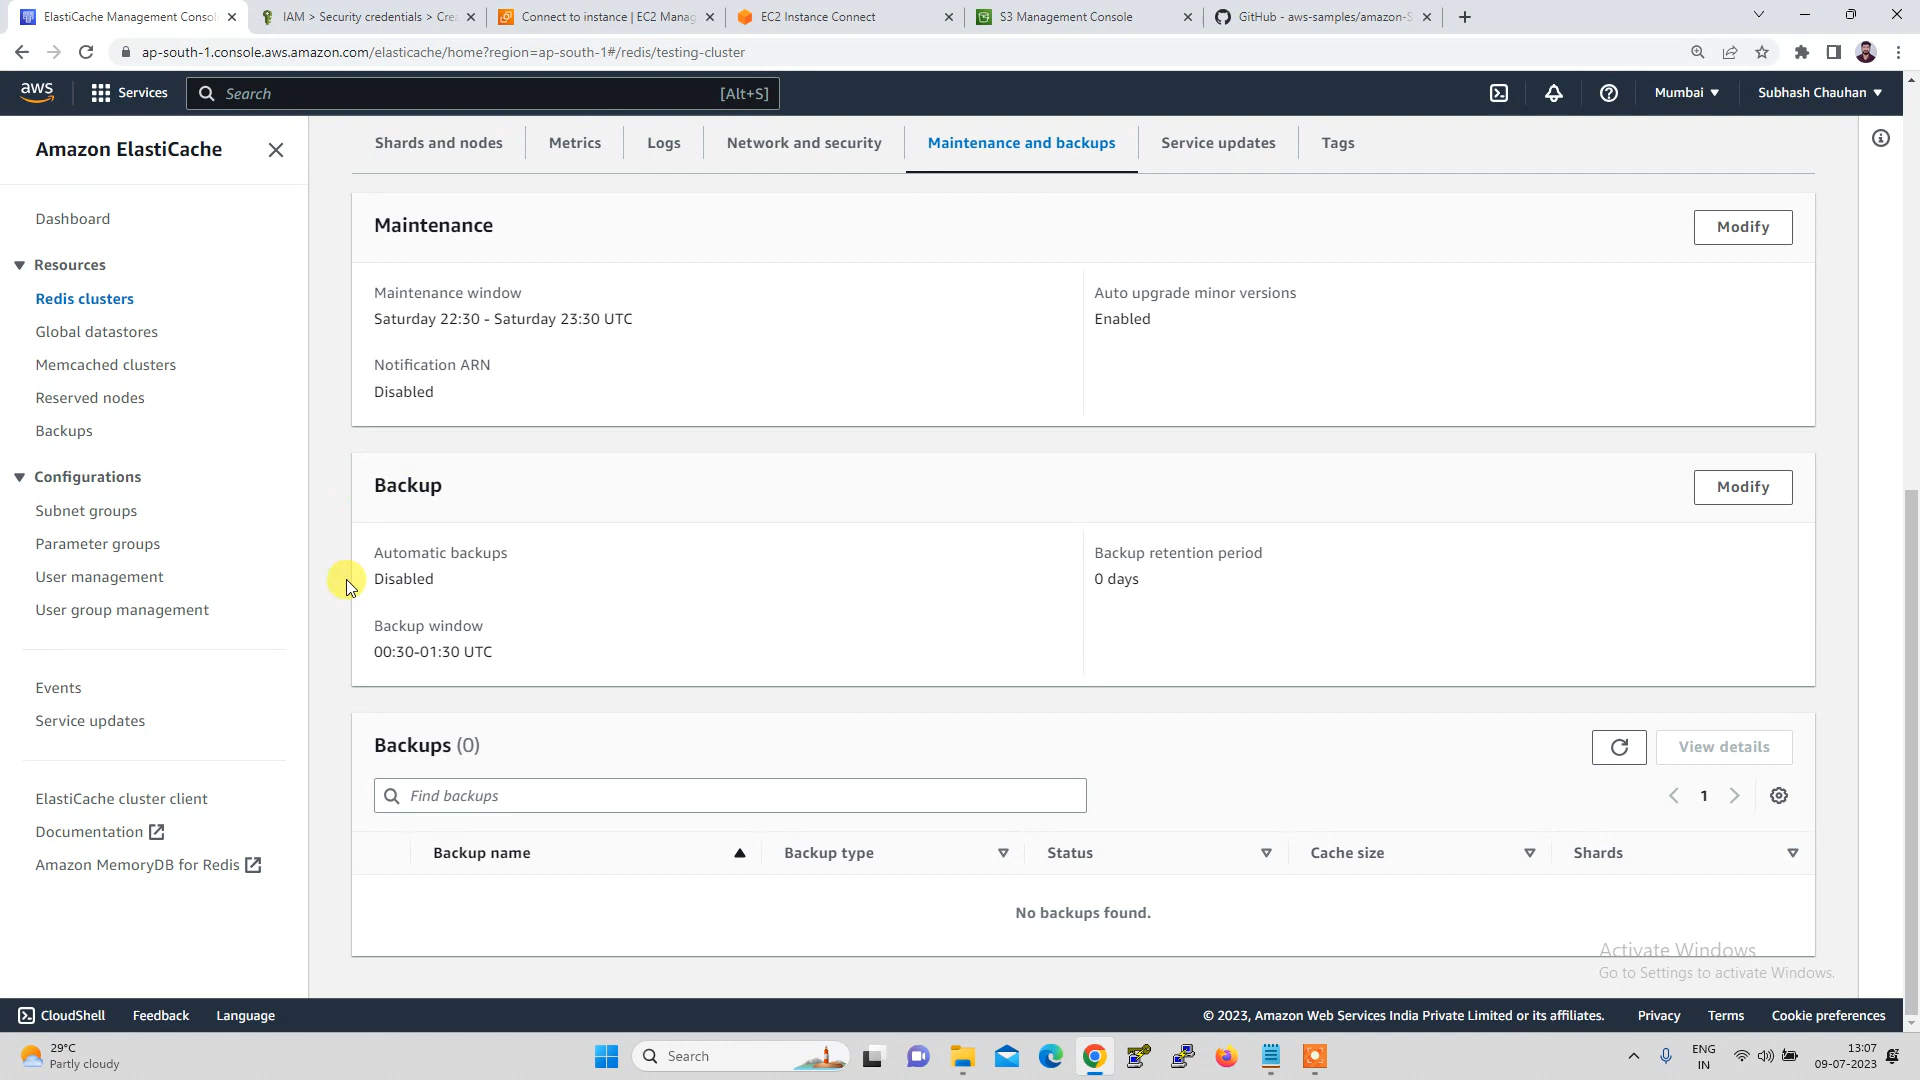 ElastiCache Management Consol
IAM > Security credentials > Cre
Connect to instance | EC2 Manag
EC2 Instance Connect
S3 Management Console
GitHub - aws-samples/amazon-S
ap-south-1.console.aws.amazon.com/elasticache/home?region=ap-south-1#/redis/testing-cluster
aws
Services
Search
[Alt+S]
Mumbai
Subhash Chauhan
Amazon ElastiCache
Dashboard
Resources
Redis clusters
Global datastores
Memcached clusters
Reserved nodes
Backups
Configurations
Subnet groups
Parameter groups
User management
User group management
Events
Service updates
ElastiCache cluster client
Documentation
Amazon MemoryDB for Redis
Shards and nodes
Metrics
Logs
Network and security
Maintenance and backups
Service updates
Tags
Maintenance
Modify
Maintenance window
Saturday 22:30 - Saturday 23:30 UTC
Notification ARN
Disabled
Auto upgrade minor versions
Enabled
Backup
Modify
Automatic backups
Disabled
Backup window
00:30-01:30 UTC
Backup retention period
0 days
Backups (0)
View details
Find backups
1
Backup name
Backup type
Status
Cache size
Shards
No backups found.
Activate Windows
Go to Settings to activate Windows.
CloudShell
Feedback
Language
© 2023, Amazon Web Services India Private Limited or its affiliates.
Privacy
Terms
Cookie preferences
29°C
Partly cloudy
Search
ENG
IN
13:07
09-07-2023